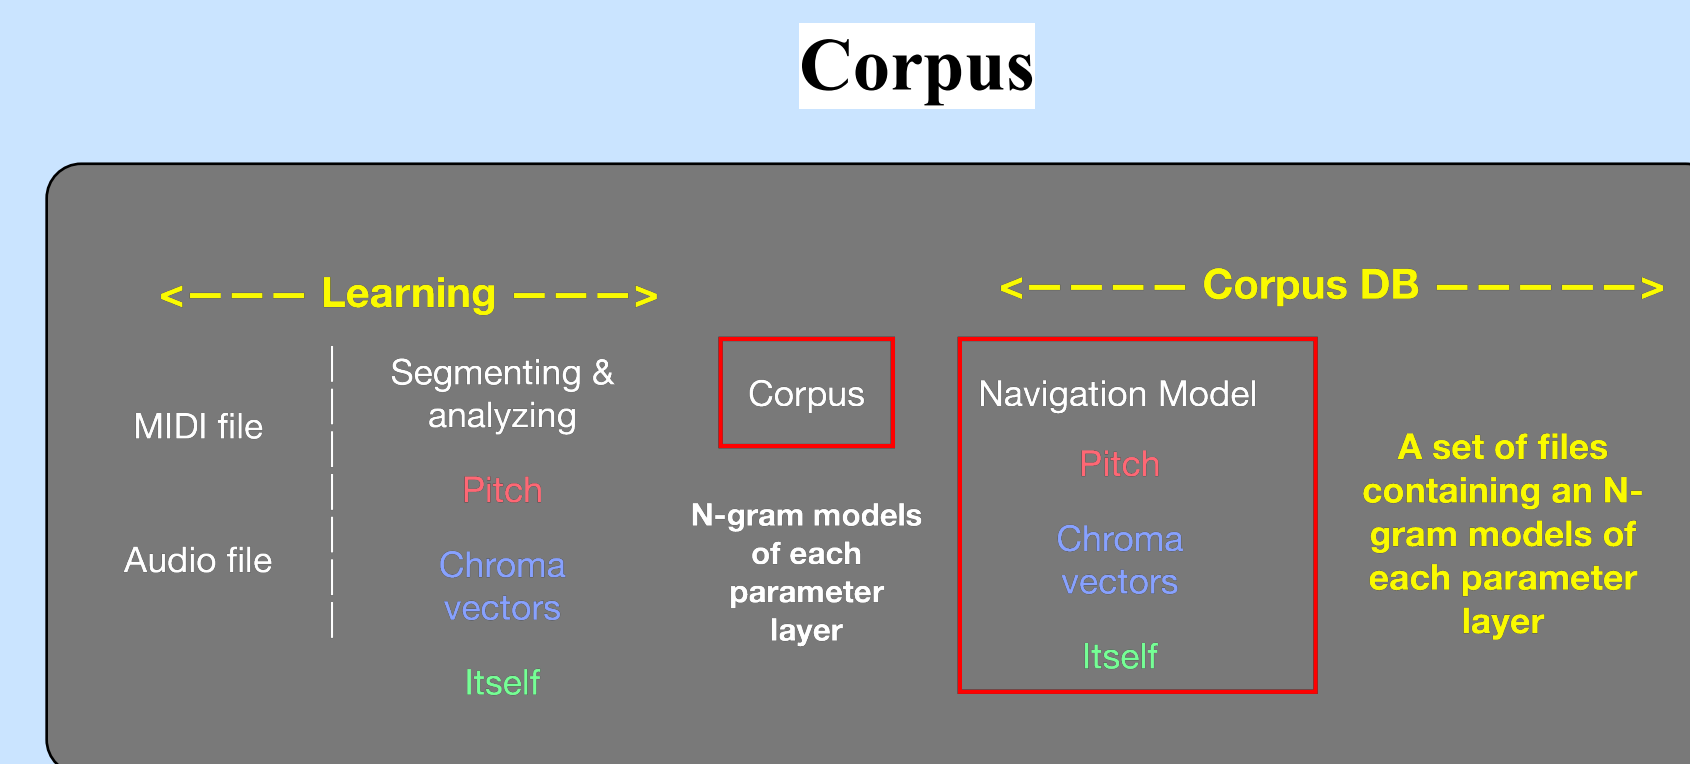 Corpus
<— — — Learning — — —>
<— — — — Corpus DB — — — — —>
MIDI file
Audio file
Segmenting &
analyzing
Pitch
Chroma
vectors
Itself
Corpus
N-gram models
of each
parameter
layer
Navigation Model
Pitch
Chroma
vectors
Itself
A set of files
containing an N-
gram models of
each parameter
layer